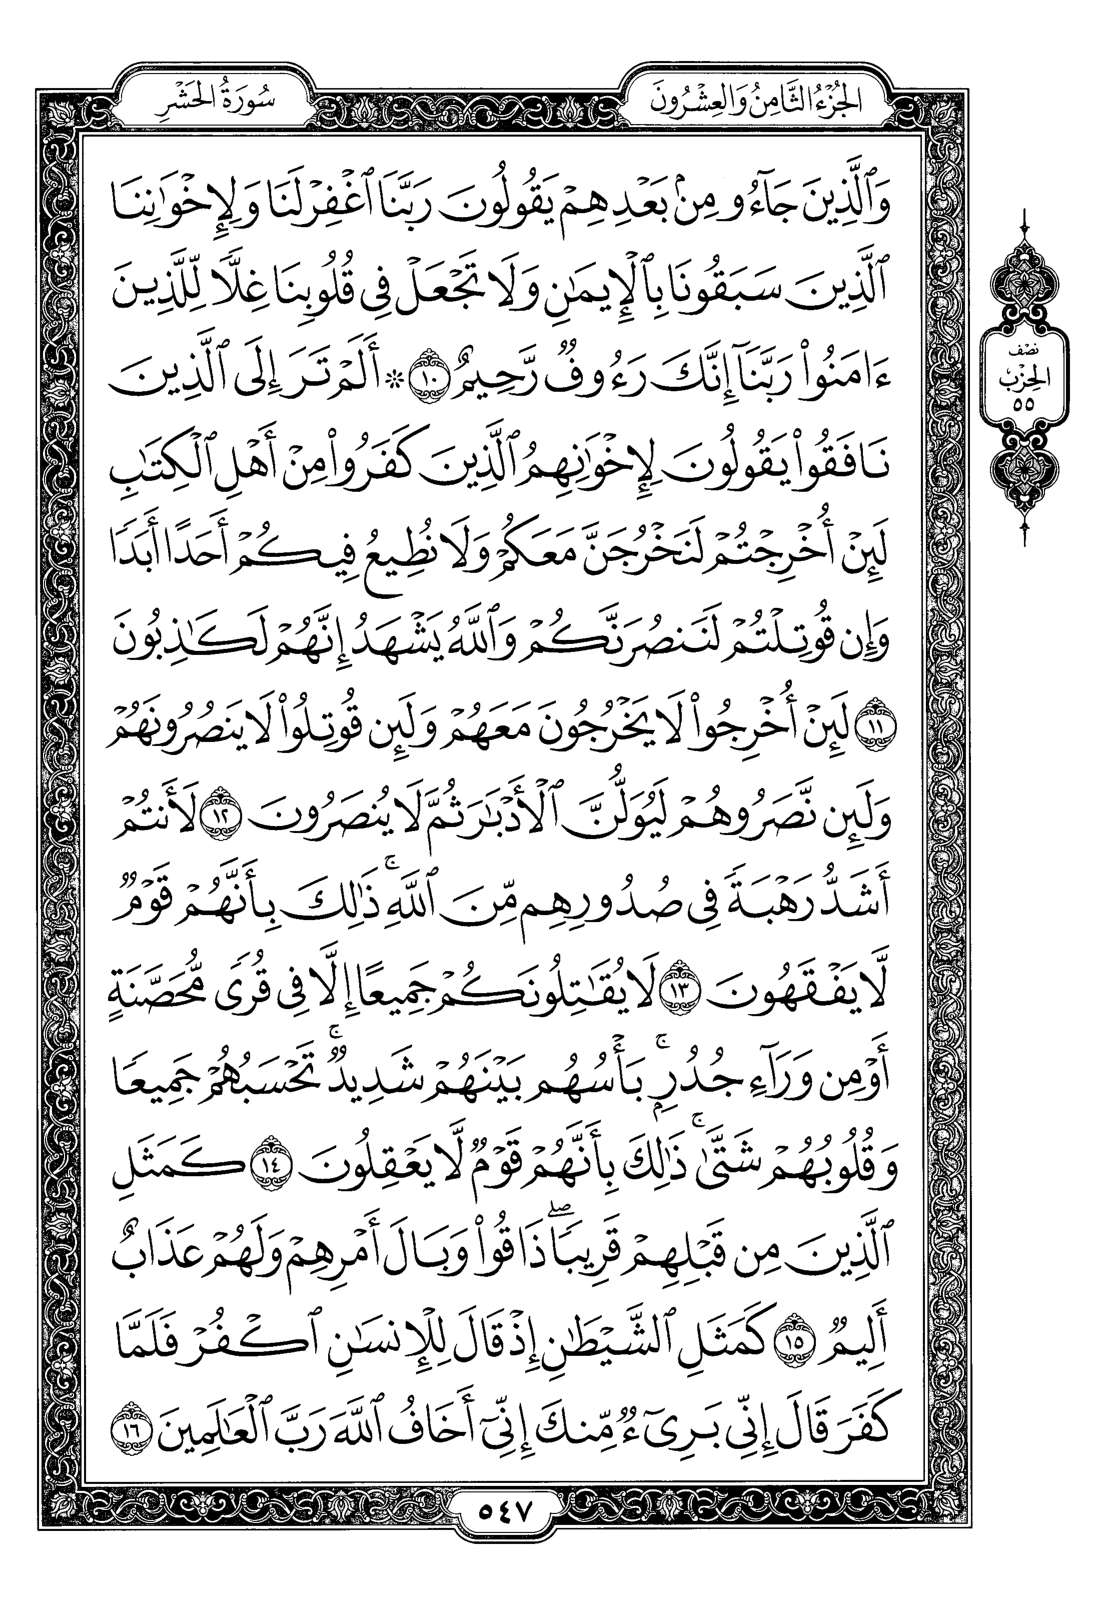 الجُزْءُ الثَّامِنُ وَالعِشْرُونَ
سُورَةُ الحَشْرِ
وَٱلَّذِينَ جَآءُو مِنۢ بَعْدِهِمْ يَقُولُونَ رَبَّنَا ٱغْفِرْ لَنَا وَلِإِخْوَٰنِنَا
ٱلَّذِينَ سَبَقُونَا بِٱلْإِيمَٰنِ وَلَا تَجْعَلْ فِى قُلُوبِنَا غِلًّا لِّلَّذِينَ
ءَامَنُوا۟ رَبَّنَآ إِنَّكَ رَءُوفٌ رَّحِيمٌ ١٠ ۞ أَلَمْ تَرَ إِلَى ٱلَّذِينَ
نَافَقُوا۟ يَقُولُونَ لِإِخْوَٰنِهِمُ ٱلَّذِينَ كَفَرُوا۟ مِنْ أَهْلِ ٱلْكِتَٰبِ
لَئِنْ أُخْرِجْتُمْ لَنَخْرُجَنَّ مَعَكُمْ وَلَا نُطِيعُ فِيكُمْ أَحَدًا أَبَدًا
وَإِن قُوتِلْتُمْ لَنَنصُرَنَّكُمْ وَٱللَّهُ يَشْهَدُ إِنَّهُمْ لَكَٰذِبُونَ
١١ لَئِنْ أُخْرِجُوا۟ لَا يَخْرُجُونَ مَعَهُمْ وَلَئِن قُوتِلُوا۟ لَا يَنصُرُونَهُمْ
وَلَئِن نَّصَرُوهُمْ لَيُوَلُّنَّ ٱلْأَدْبَٰرَ ثُمَّ لَا يُنصَرُونَ ١٢ لَأَنتُمْ
أَشَدُّ رَهْبَةً فِى صُدُورِهِم مِّنَ ٱللَّهِ ۚ ذَٰلِكَ بِأَنَّهُمْ قَوْمٌ
لَّا يَفْقَهُونَ ١٣ لَا يُقَٰتِلُونَكُمْ جَمِيعًا إِلَّا فِى قُرًى مُّحَصَّنَةٍ
أَوْ مِن وَرَآءِ جُدُرٍۭ ۚ بَأْسُهُم بَيْنَهُمْ شَدِيدٌ ۚ تَحْسَبُهُمْ جَمِيعًا
وَقُلُوبُهُمْ شَتَّىٰ ۚ ذَٰلِكَ بِأَنَّهُمْ قَوْمٌ لَّا يَعْقِلُونَ ١٤ كَمَثَلِ
ٱلَّذِينَ مِن قَبْلِهِمْ قَرِيبًا ۖ ذَاقُوا۟ وَبَالَ أَمْرِهِمْ وَلَهُمْ عَذَابٌ
أَلِيمٌ ١٥ كَمَثَلِ ٱلشَّيْطَٰنِ إِذْ قَالَ لِلْإِنسَٰنِ ٱكْفُرْ فَلَمَّا
كَفَرَ قَالَ إِنِّى بَرِىٓءٌ مِّنكَ إِنِّىٓ أَخَافُ ٱللَّهَ رَبَّ ٱلْعَٰلَمِينَ ١٦
نصف
الحِزْب
٥٥
٥٤٧